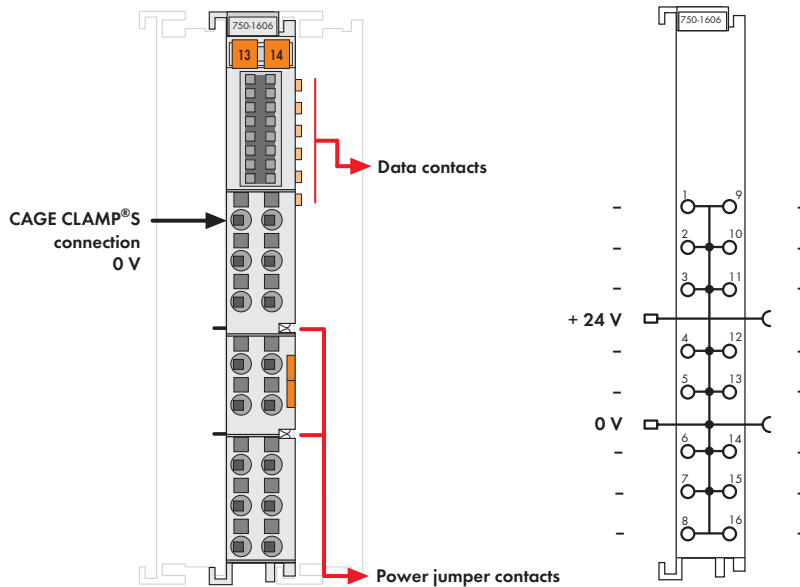 750-1606
13 14
Data contacts
CAGE CLAMP®S
connection
0 V
Power jumper contacts
750-1606
– 1 9 –
– 2 10 –
– 3 11 –
+ 24 V
– 4 12 –
– 5 13 –
0 V
– 6 14 –
– 7 15 –
– 8 16 –